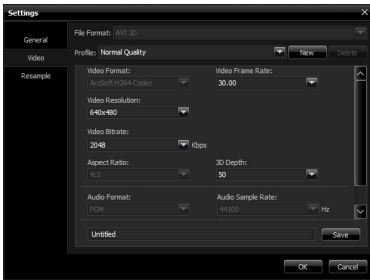 Settings
General
Video
Resample
File Format: AVI 3D
Profile: Normal Quality New Delete
Video Format: Video Frame Rate:
ArcSoft H264 Codec 30.00
Video Resolution:
640x480
Video Bitrate:
2048 Kbps
Aspect Ratio: 3D Depth:
4:3 50
Audio Format: Audio Sample Rate:
PCM 44100 Hz
Untitled Save
OK Cancel